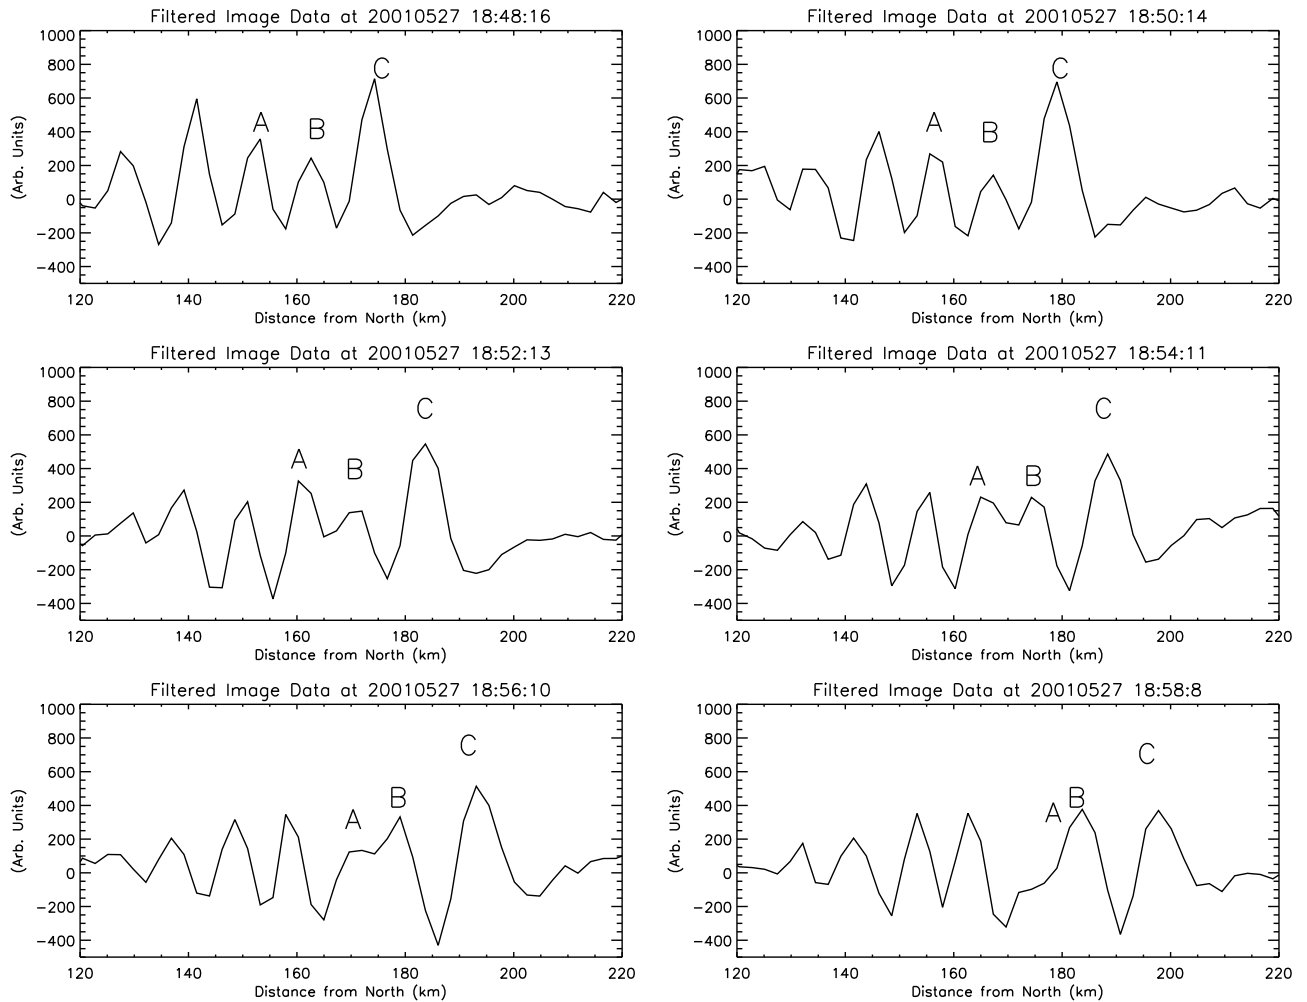 Filtered Image Data at 20010527 18:48:16
1000
800
600
400
200
0
−200
−400
(Arb. Units)
A
B
C
120 140 160 180 200 220
Distance from North (km)
Filtered Image Data at 20010527 18:50:14
1000
800
600
400
200
0
−200
−400
(Arb. Units)
A
B
C
120 140 160 180 200 220
Distance from North (km)
Filtered Image Data at 20010527 18:52:13
1000
800
600
400
200
0
−200
−400
(Arb. Units)
A
B
C
120 140 160 180 200 220
Distance from North (km)
Filtered Image Data at 20010527 18:54:11
1000
800
600
400
200
0
−200
−400
(Arb. Units)
A
B
C
120 140 160 180 200 220
Distance from North (km)
Filtered Image Data at 20010527 18:56:10
1000
800
600
400
200
0
−200
−400
(Arb. Units)
A
B
C
120 140 160 180 200 220
Distance from North (km)
Filtered Image Data at 20010527 18:58:8
1000
800
600
400
200
0
−200
−400
(Arb. Units)
A
B
C
120 140 160 180 200 220
Distance from North (km)